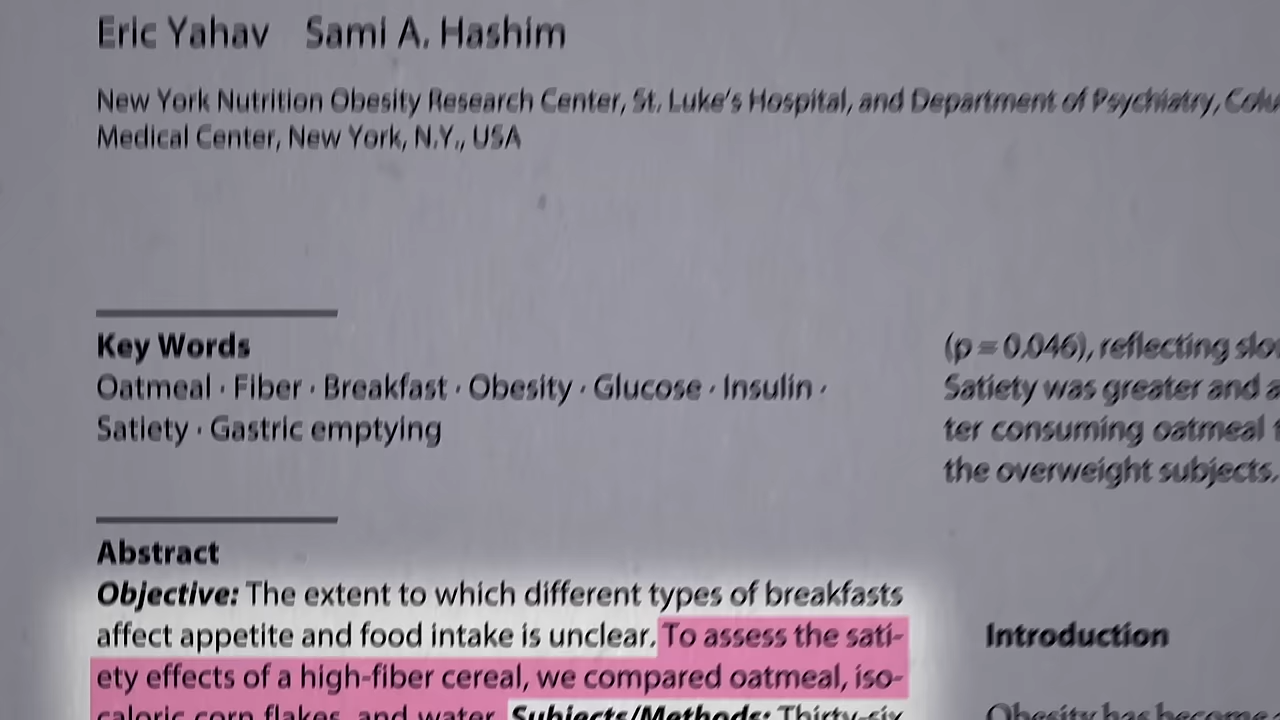 Eric Yahav Sami A. Hashim
New York Nutrition Obesity Research Center, St. Luke's Hospital, and Department of Psychiatry,
Medical Center, New York, N.Y., USA
Key Words
Oatmeal · Fiber · Breakfast · Obesity · Glucose · Insulin ·
Satiety · Gastric emptying
Abstract
Objective: The extent to which different types of breakfasts
affect appetite and food intake is unclear. To assess the sati-
ety effects of a high-fiber cereal, we compared oatmeal, iso-
caloric corn flakes, and water. Subjects/Methods: Thirty-six
(p = 0.046), reflecting
Satiety was greater and
ter consuming oatmeal
the overweight subjects.
Introduction
Obesity has become